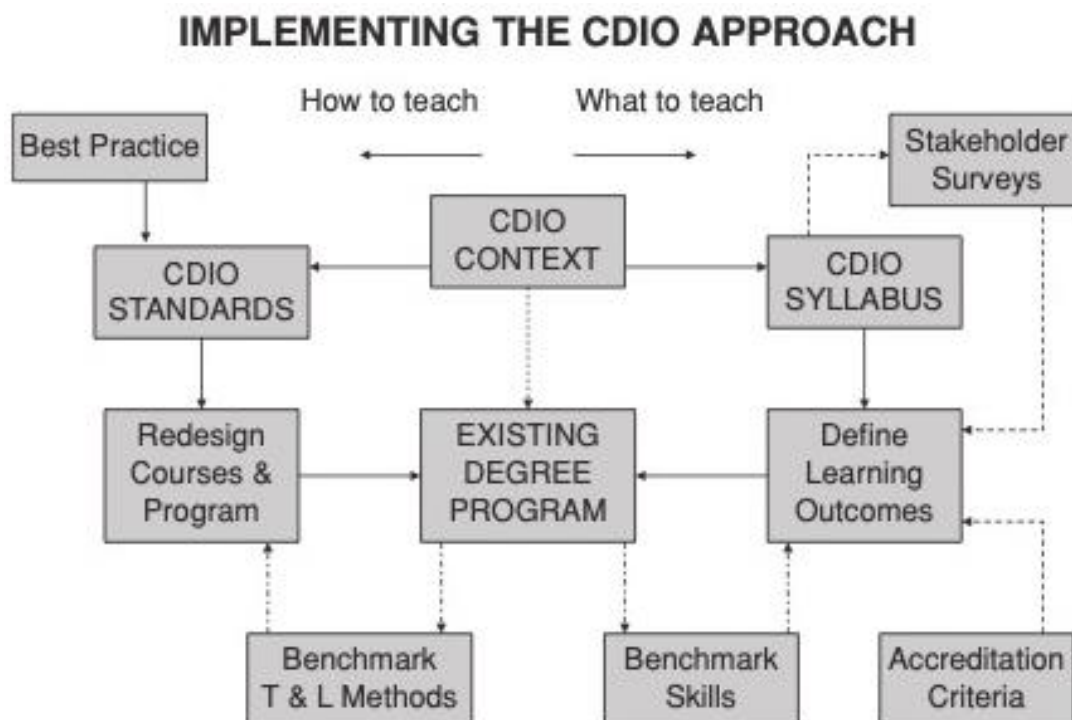 IMPLEMENTING THE CDIO APPROACH
How to teach
What to teach
Best Practice
Stakeholder
Surveys
CDIO
CONTEXT
CDIO
STANDARDS
CDIO
SYLLABUS
Redesign
Courses &
Program
EXISTING
DEGREE
PROGRAM
Define
Learning
Outcomes
Benchmark
T & L Methods
Benchmark
Skills
Accreditation
Criteria